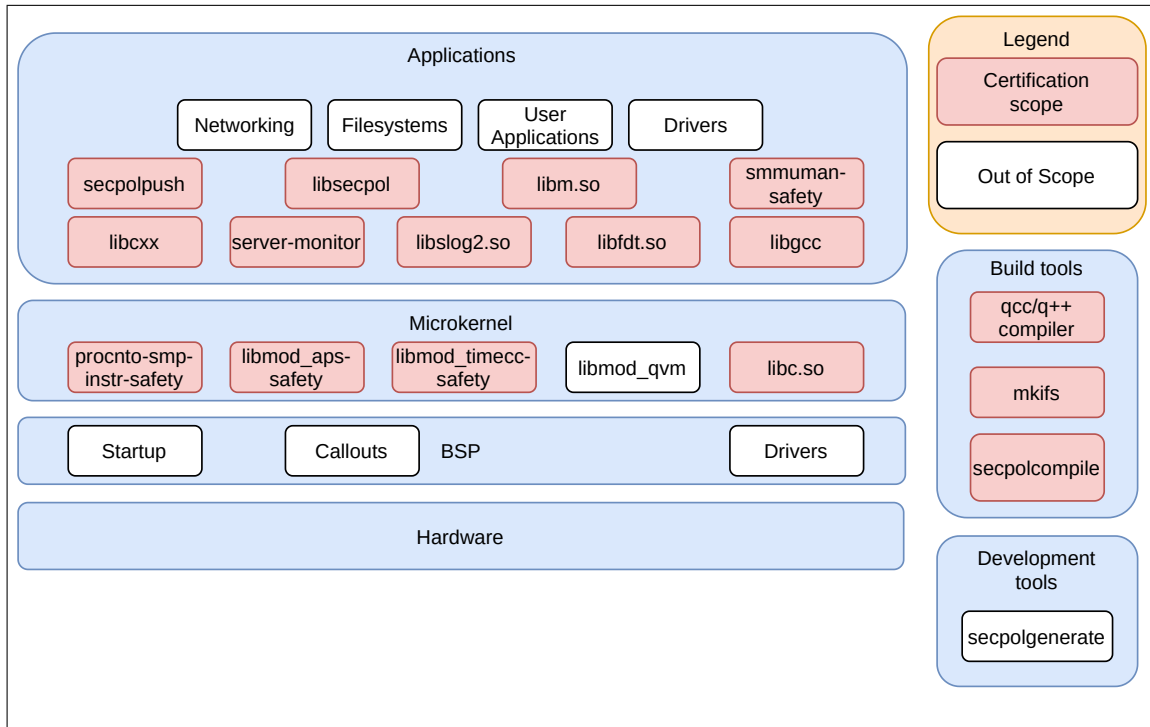 Applications
Networking
Filesystems
User
Applications
Drivers
secpolpush
libsecpol
libm.so
smmuman-
safety
libcxx
server-monitor
libslog2.so
libfdt.so
libgcc
Microkernel
procnto-smp-
instr-safety
libmod_aps-
safety
libmod_timecc-
safety
libmod_qvm
libc.so
Startup
Callouts
BSP
Drivers
Hardware
Legend
Certification
scope
Out of Scope
Build tools
qcc/q++
compiler
mkifs
secpolcompile
Development
tools
secpolgenerate